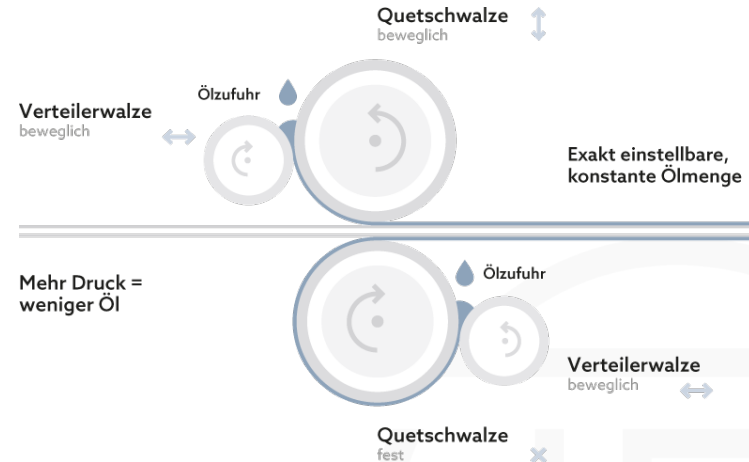 Quetschwalze
beweglich
Ölzufuhr
Verteilerwalze
beweglich
Exakt einstellbare,
konstante Ölmenge
Mehr Druck =
weniger Öl
Ölzufuhr
Verteilerwalze
beweglich
Quetschwalze
fest